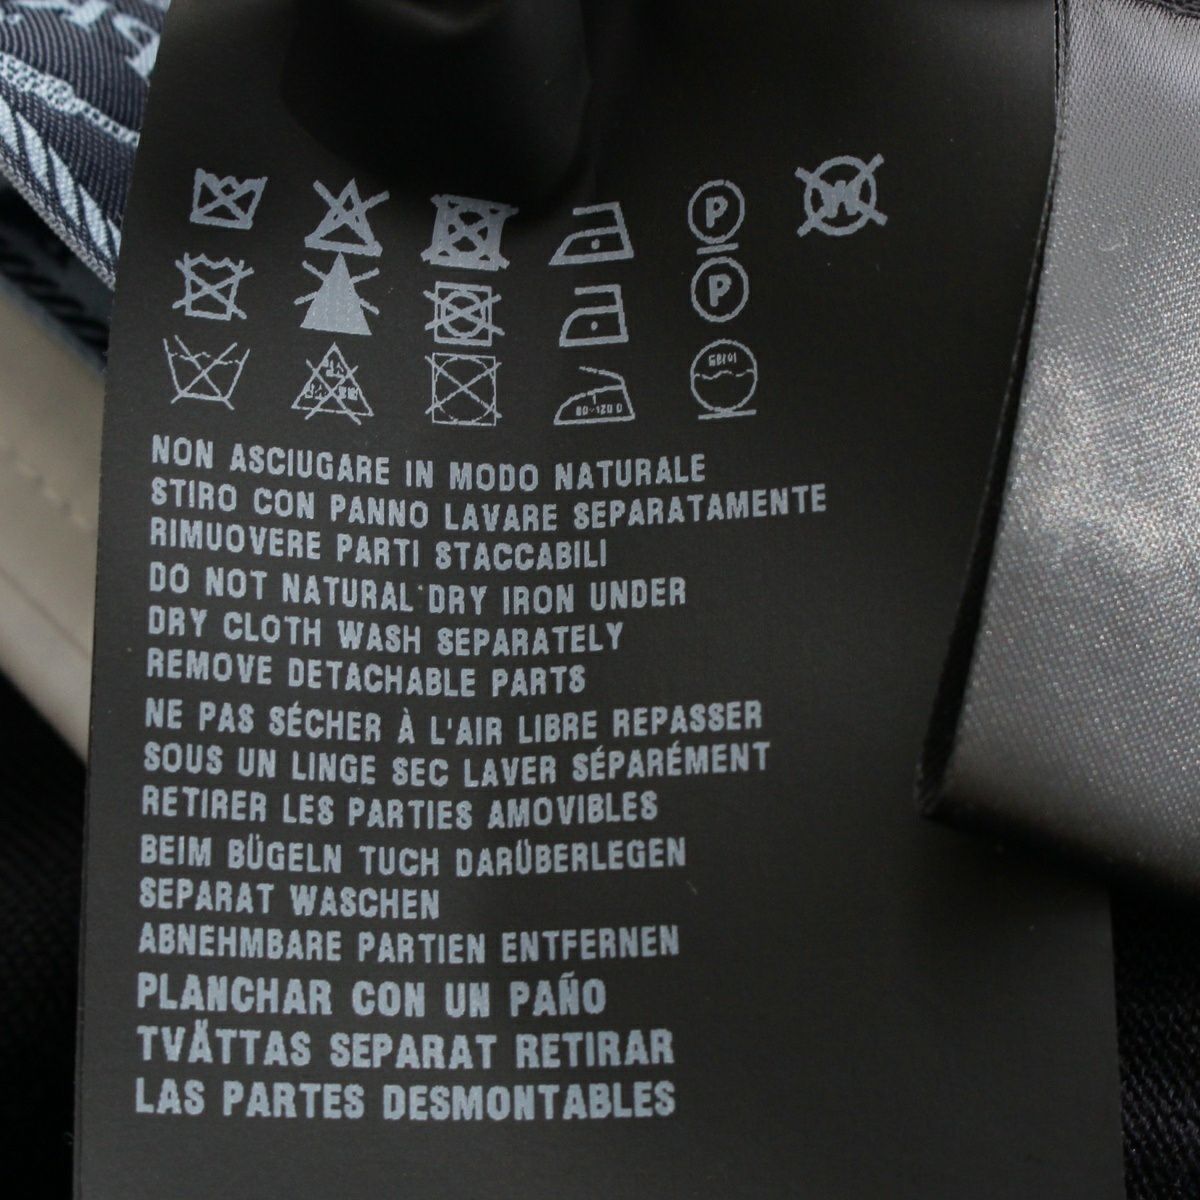 P
W
P
NON ASCIUGARE IN MODO NATURALE
STIRO CON PANNO LAVARE SEPARATAMENTE
RIMUOVERE PARTI STACCABILI
DO NOT NATURAL DRY IRON UNDER
DRY CLOTH WASH SEPARATELY
REMOVE DETACHABLE PARTS
NE PAS SÉCHER À L'AIR LIBRE REPASSER
SOUS UN LINGE SEC LAVER SÉPARÉMENT
RETIRER LES PARTIES AMOVIBLES
BEIM BÜGELN TUCH DARÜBERLEGEN
SEPARAT WASCHEN
ABNEHMBARE PARTIEN ENTFERNEN
PLANCHAR CON UN PAÑO
TVÄTTAS SEPARAT RETIRAR
LAS PARTES DESMONTABLES